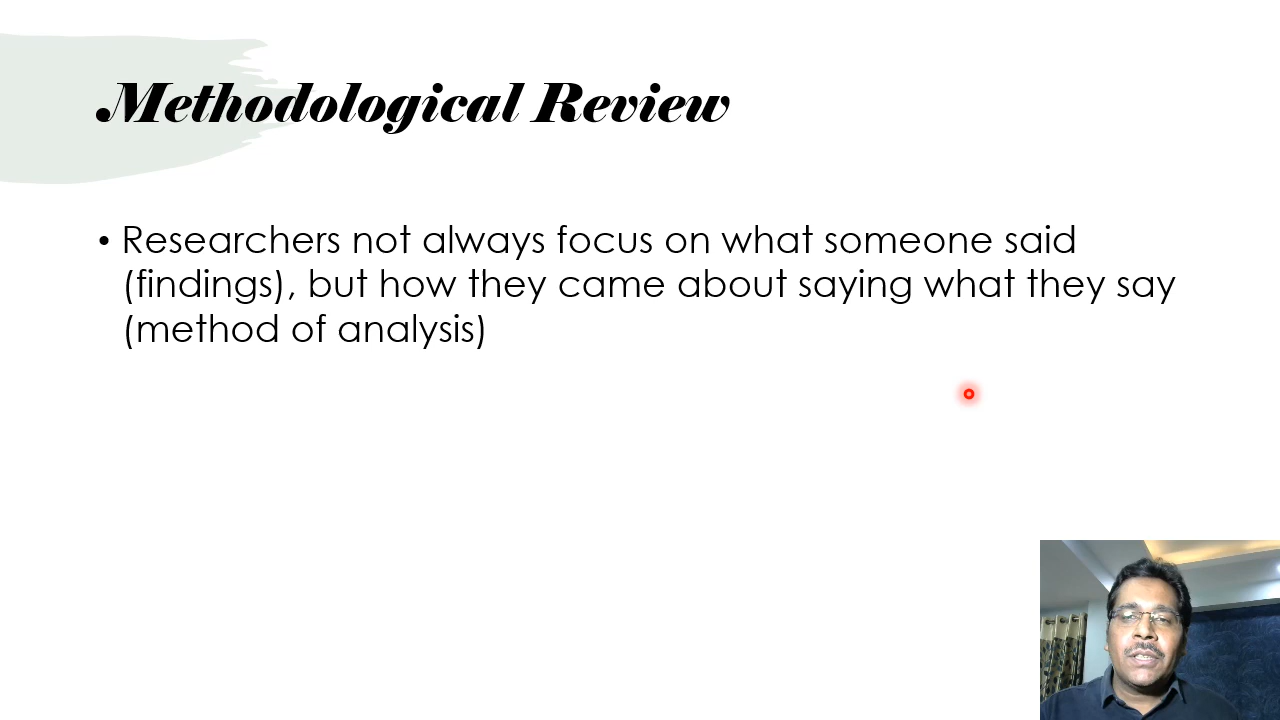 Methodological Review
• Researchers not always focus on what someone said
(findings), but how they came about saying what they say
(method of analysis)